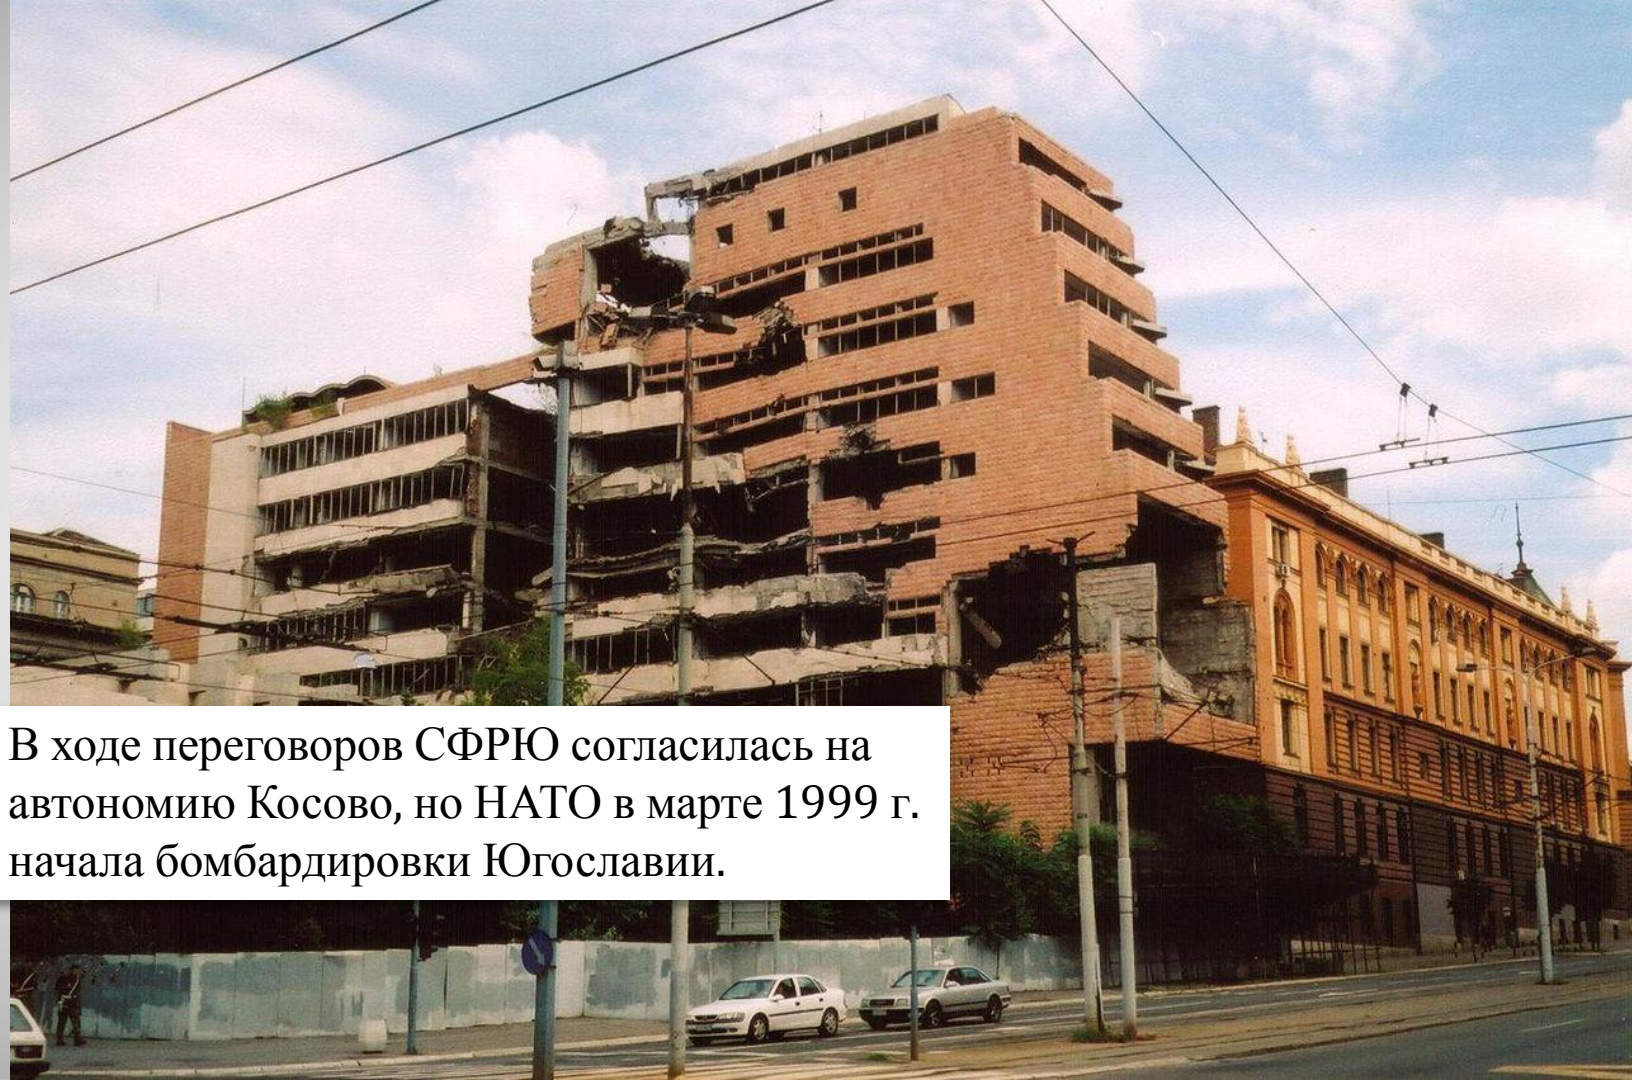 В ходе переговоров СФРЮ согласилась на
автономию Косово, но НАТО в марте 1999 г.
начала бомбардировки Югославии.